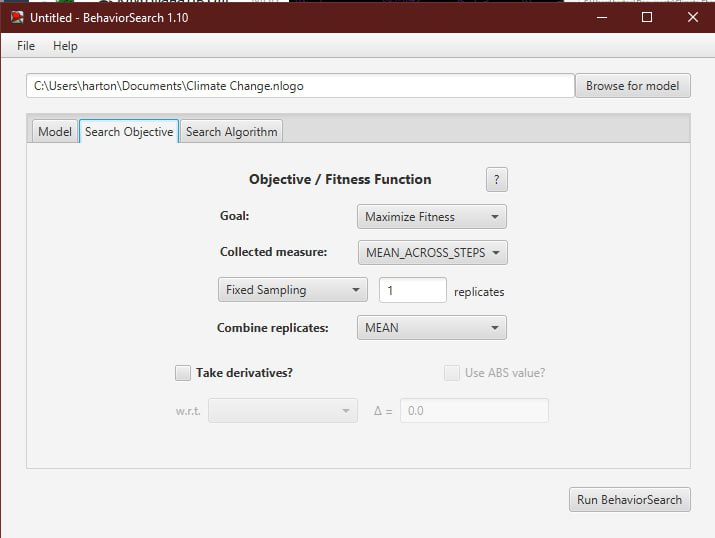 Untitled - BehaviorSearch 1.10
File Help
C:\Users\harton\Documents\Climate Change.nlogo Browse for model
Model Search Objective Search Algorithm
Objective / Fitness Function ?
Goal: Maximize Fitness
Collected measure: MEAN_ACROSS_STEPS
Fixed Sampling 1 replicates
Combine replicates: MEAN
Take derivatives? Use ABS value?
w.r.t. Δ = 0.0
Run BehaviorSearch